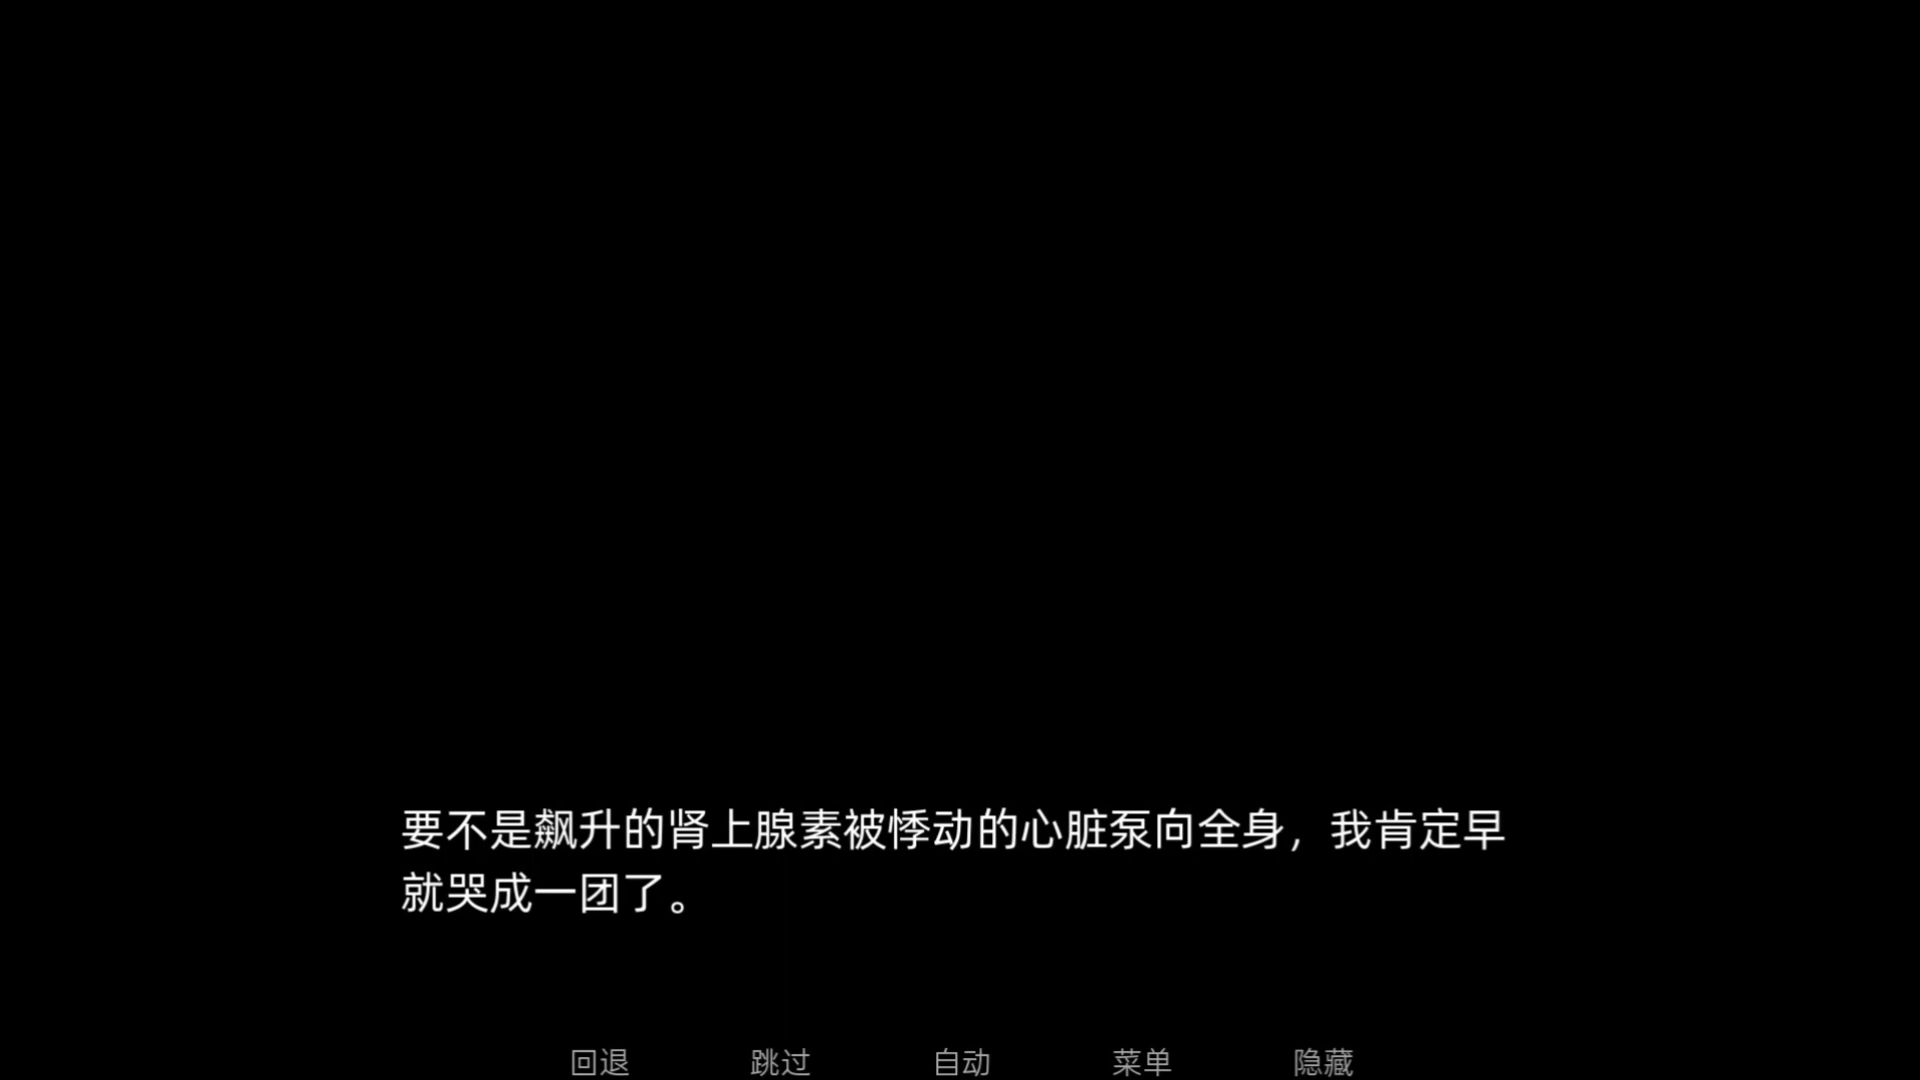 要不是飙升的肾上腺素被悸动的心脏泵向全身，我肯定早
就哭成一团了。
回退 跳过 自动 菜单 隐藏